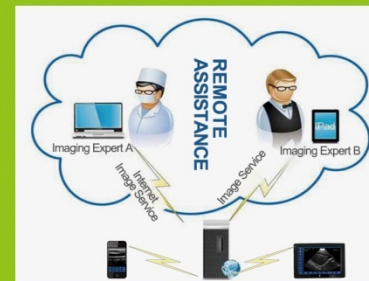 REMOTE
ASSISTANCE
Imaging Expert A
iPad
Imaging Expert B
Internet
Image Service
Image Service